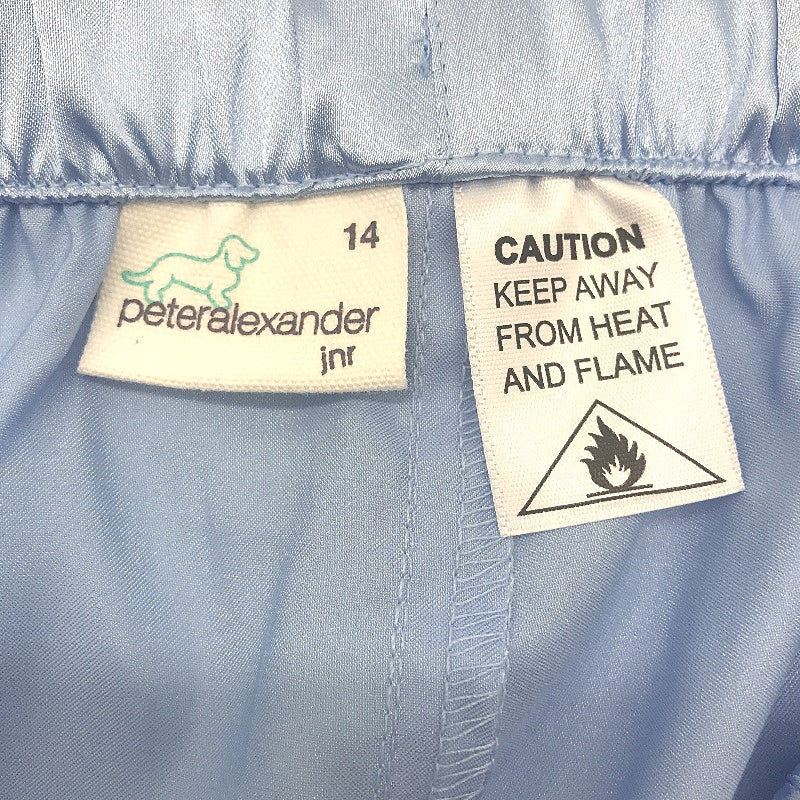 14
peteralexander
jnr
CAUTION
KEEP AWAY
FROM HEAT
AND FLAME